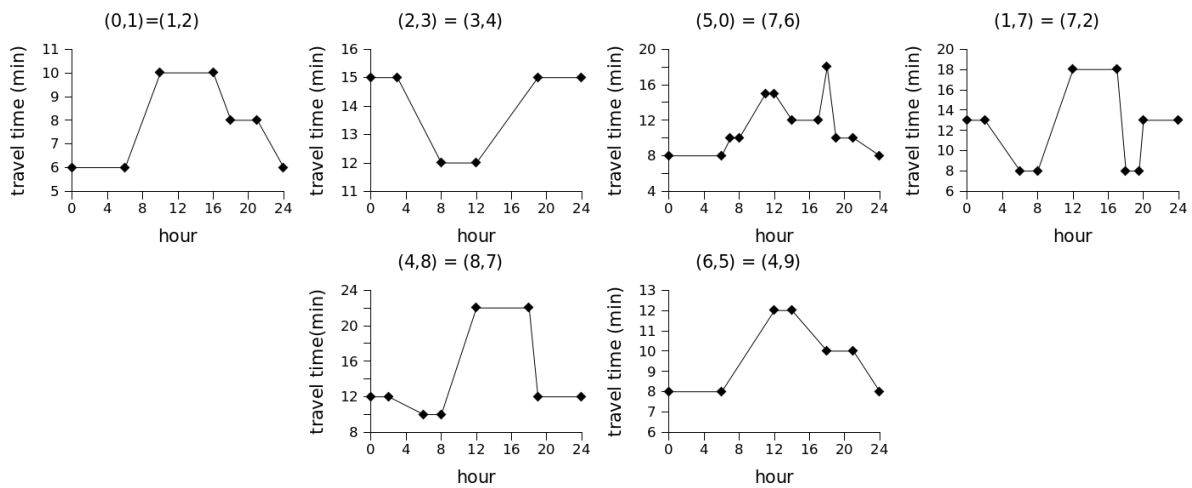 (0,1)=(1,2)
11
10
9
8
7
6
5
0 4 8 12 16 20 24
travel time (min)
hour
(2,3) = (3,4)
16
15
14
13
12
11
0 4 8 12 16 20 24
travel time (min)
hour
(5,0) = (7,6)
20
16
12
8
4
0 4 8 12 16 20 24
travel time (min)
hour
(1,7) = (7,2)
20
18
16
14
12
10
8
6
0 4 8 12 16 20 24
travel time (min)
hour
(4,8) = (8,7)
24
20
16
12
8
0 4 8 12 16 20 24
travel time(min)
hour
(6,5) = (4,9)
13
12
11
10
9
8
7
6
0 4 8 12 16 20 24
travel time (min)
hour